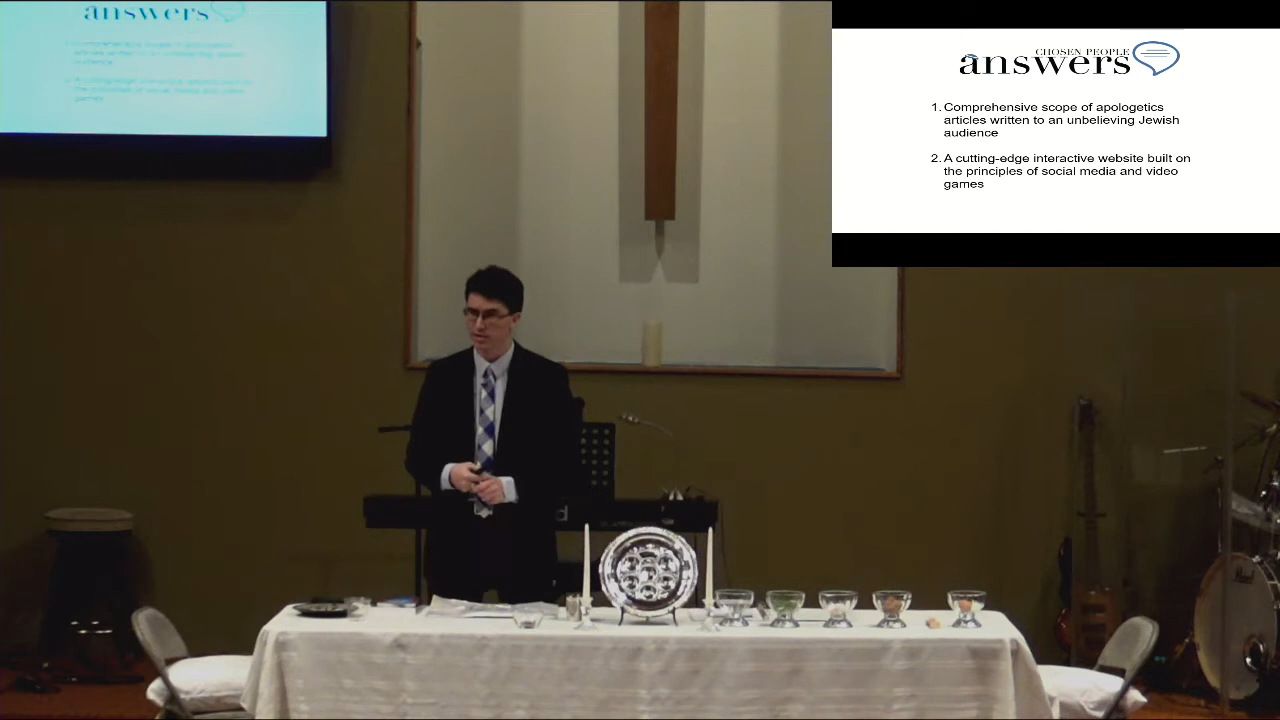 answers
CHOSEN PEOPLE
answers
1. Comprehensive scope of apologetics
articles written to an unbelieving Jewish
audience
2. A cutting-edge interactive website built on
the principles of social media and video
games
Pearl